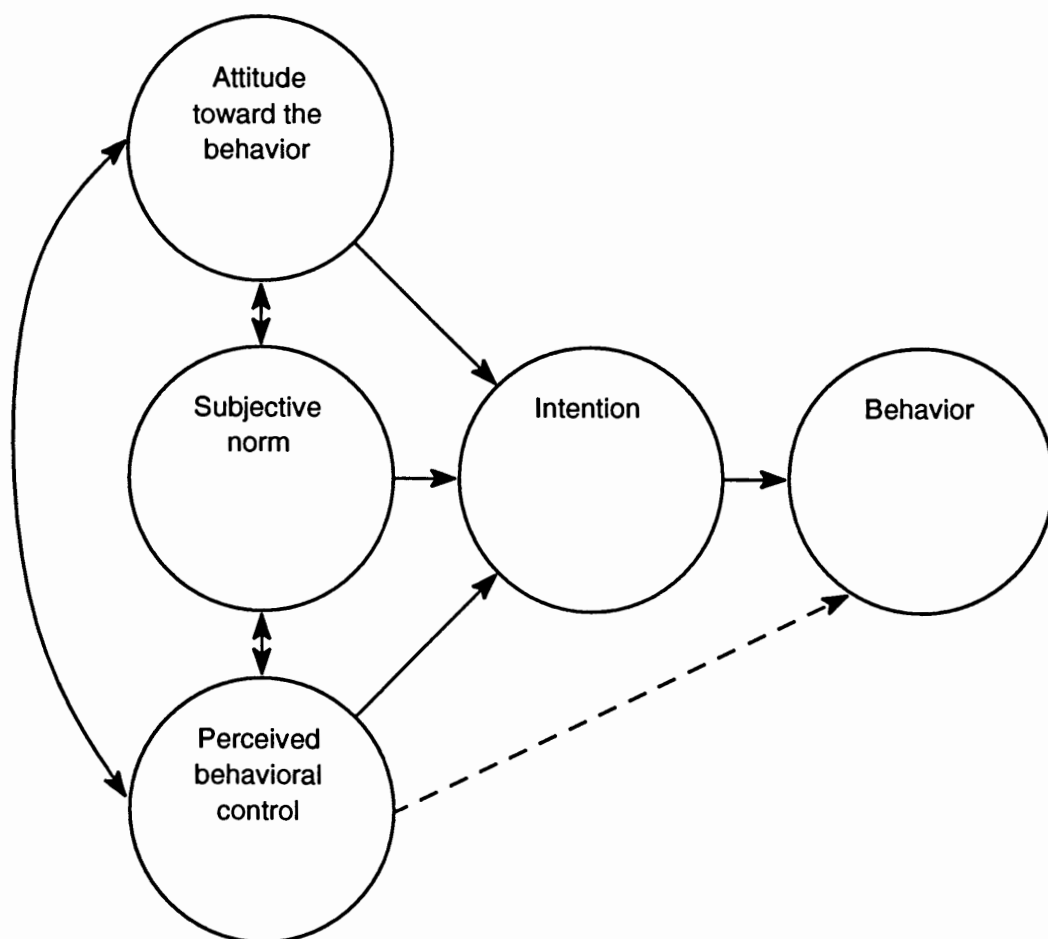 Attitude
toward the
behavior
Subjective
norm
Intention
Behavior
Perceived
behavioral
control